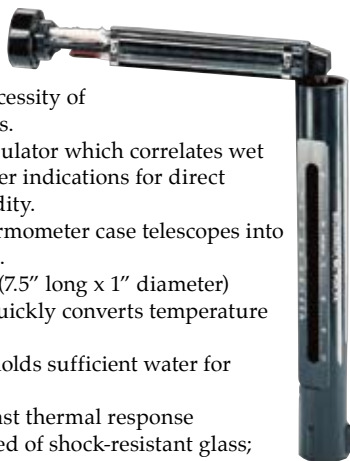 cessity of
s.
ulator which correlates wet
er indications for direct
dity.
rmometer case telescopes into
.
(7.5” long x 1” diameter)
uickly converts temperature
olds sufficient water for
ast thermal response
ed of shock-resistant glass;